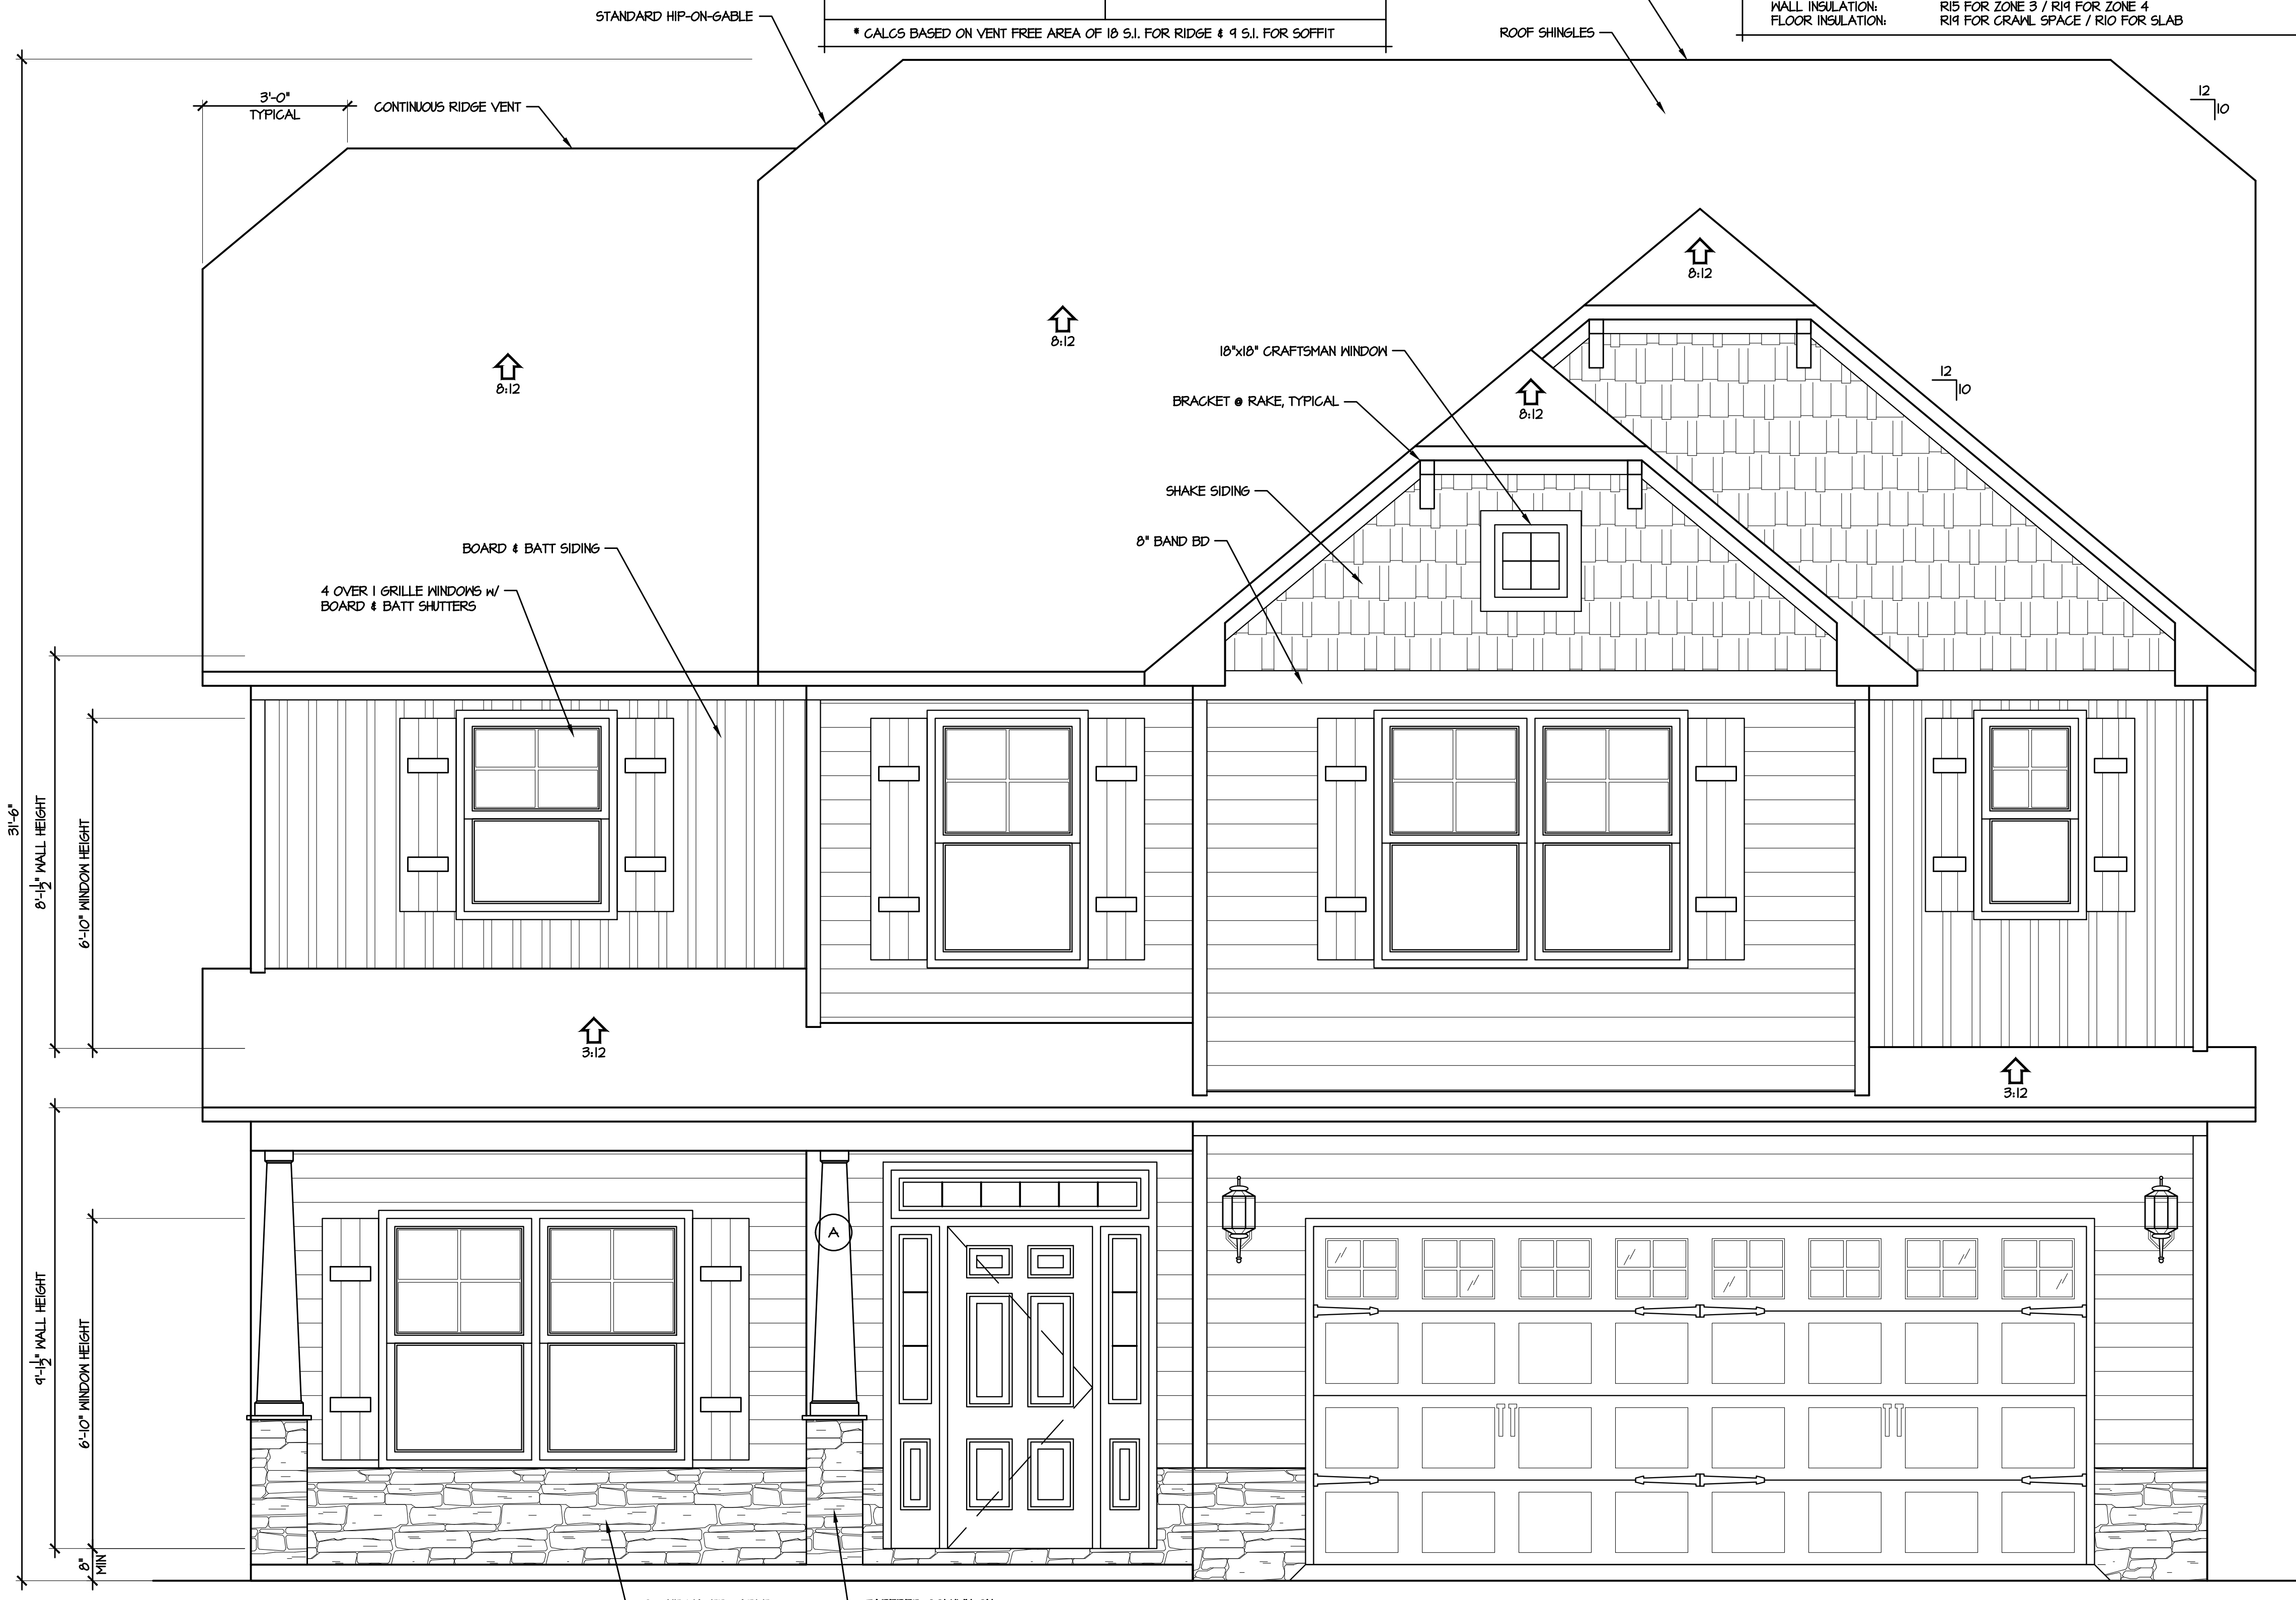 STANDARD HIP-ON-GABLE
* CALCS BASED ON VENT FREE AREA OF 18 S.I. FOR RIDGE & 9 S.I. FOR SOFFIT
ROOF SHINGLES
WALL INSULATION: R15 FOR ZONE 3 / R19 FOR ZONE 4
FLOOR INSULATION: R19 FOR CRAWL SPACE / R10 FOR SLAB
3'-0"
TYPICAL
CONTINUOUS RIDGE VENT
12
10
8:12
8:12
8:12
8:12
18"x18" CRAFTSMAN WINDOW
12
10
BRACKET @ RAKE, TYPICAL
SHAKE SIDING
8" BAND BD
BOARD & BATT SIDING
4 OVER 1 GRILLE WINDOWS w/
BOARD & BATT SHUTTERS
31'-6"
8'-1½" WALL HEIGHT
6'-10" WINDOW HEIGHT
3:12
3:12
A
9'-1½" WALL HEIGHT
6'-10" WINDOW HEIGHT
8"
MIN